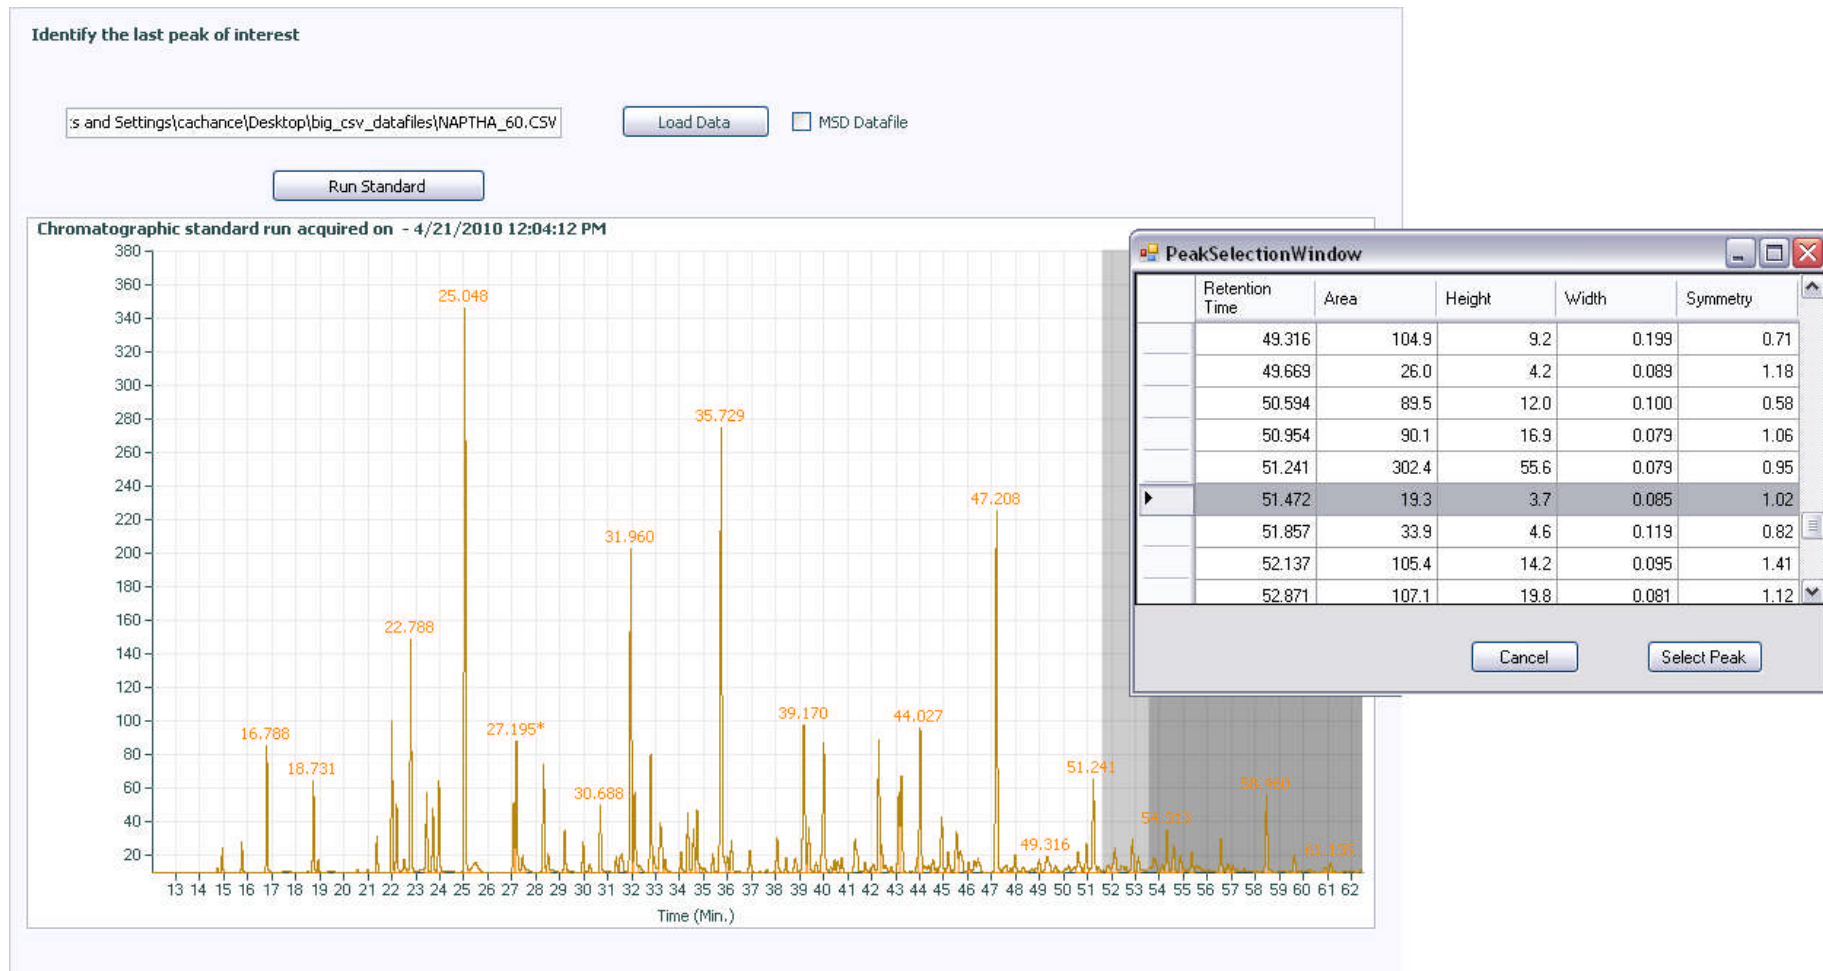 Identify the last peak of interest
:s and Settings\cachance\Desktop\big_csv_datafiles\NAPTHA_60.CSV
Load Data
MSD Datafile
Run Standard
Chromatographic standard run acquired on - 4/21/2010 12:04:12 PM
380
360
340
320
300
280
260
240
220
200
180
160
140
120
100
80
60
40
20
25.048
35.729
47.208
31.960
22.788
16.788
18.731
27.195*
30.688
39.170
44.027
51.241
49.316
54.313
58.480
13 14 15 16 17 18 19 20 21 22 23 24 25 26 27 28 29 30 31 32 33 34 35 36 37 38 39 40 41 42 43 44 45 46 47 48 49 50 51 52 53 54 55 56 57 58 59 60 61 62
Time (Min.)
PeakSelectionWindow
Retention Time Area Height Width Symmetry
49.316 104.9 9.2 0.199 0.71
49.669 26.0 4.2 0.089 1.18
50.594 89.5 12.0 0.100 0.58
50.954 90.1 16.9 0.079 1.06
51.241 302.4 55.6 0.079 0.95
51.472 19.3 3.7 0.085 1.02
51.857 33.9 4.6 0.119 0.82
52.137 105.4 14.2 0.095 1.41
52.871 107.1 19.8 0.081 1.12
Cancel
Select Peak